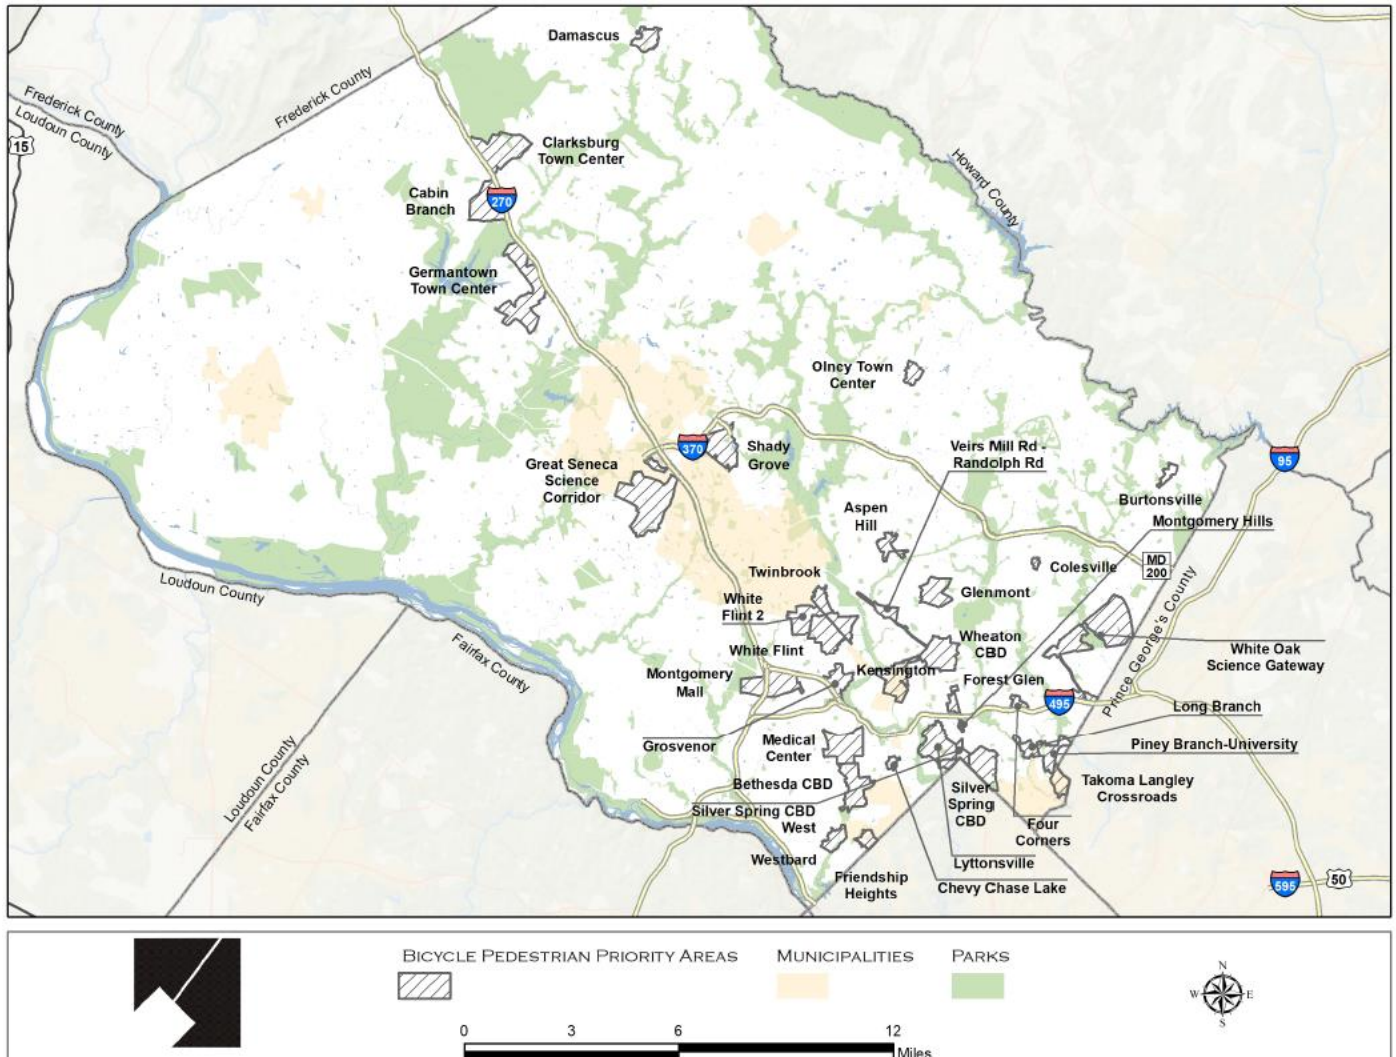 Damascus
Frederick County
Frederick County
Loudoun County
15
Clarksburg
Town Center
Howard County
Cabin
Branch
270
Germantown
Town Center
Olncy Town
Center
Veirs Mill Rd -
Randolph Rd
370
Shady
Grove
95
Great Seneca
Science
Corridor
Burtonsville
Aspen
Hill
Montgomery Hills
MD
200
Colesville
Twinbrook
Loudoun County
Glenmont
White
Flint 2
Prince George's County
Wheaton
CBD
White Oak
Science Gateway
White Flint
Fairfax County
Kensington
Montgomery
Mall
Forest Glen
495
Long Branch
Grosvenor
Medical
Center
Piney Branch-University
Loudoun County
Fairfax County
Bethesda CBD
Takoma Langley
Crossroads
Silver
Spring
CBD
Silver Spring CBD
West
Four
Corners
Westbard
Lyttonsville
Friendship
Heights
Chevy Chase Lake
595
50
BICYCLE PEDESTRIAN PRIORITY AREAS
MUNICIPALITIES
PARKS
N
W E
S
0 3 6 12
Miles